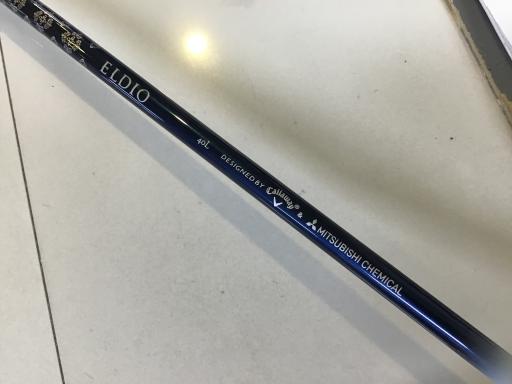 ELDIO 40L DESIGNED BY Callaway® & MITSUBISHI CHEMICAL